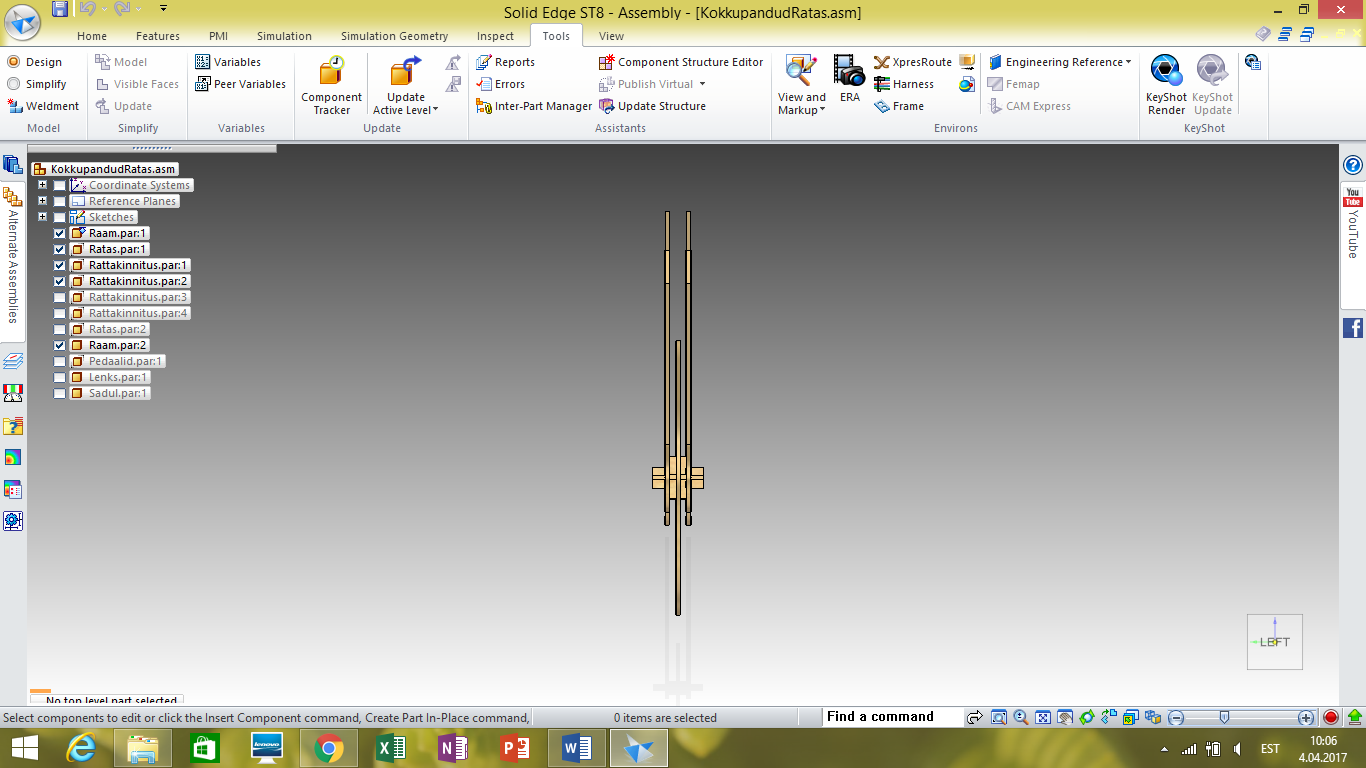 Solid Edge ST8 - Assembly - [KokkupandudRatas.asm]
Home Features PMI Simulation Simulation Geometry Inspect Tools View
Design Model Variables Reports Component Structure Editor XpresRoute Engineering Reference
Simplify Visible Faces Peer Variables Errors Publish Virtual Harness Femap
Weldment Update Inter-Part Manager Update Structure Frame CAM Express
Component Tracker
Update Active Level
View and Markup
ERA
KeyShot Render
KeyShot Update
Model Simplify Variables Update Assistants Environs KeyShot
KokkupandudRatas.asm
Coordinate Systems
Reference Planes
Sketches
Raam.par:1
Ratas.par:1
Rattakinnitus.par:1
Rattakinnitus.par:2
Rattakinnitus.par:3
Rattakinnitus.par:4
Ratas.par:2
Raam.par:2
Pedaalid.par:1
Lenks.par:1
Sadul.par:1
Alternate Assemblies
You Tube
YouTube
LEFT
No top level part selected
Select components to edit or click the Insert Component command, Create Part In-Place command, 0 items are selected Find a command
lenovo
EST
10:06
4.04.2017